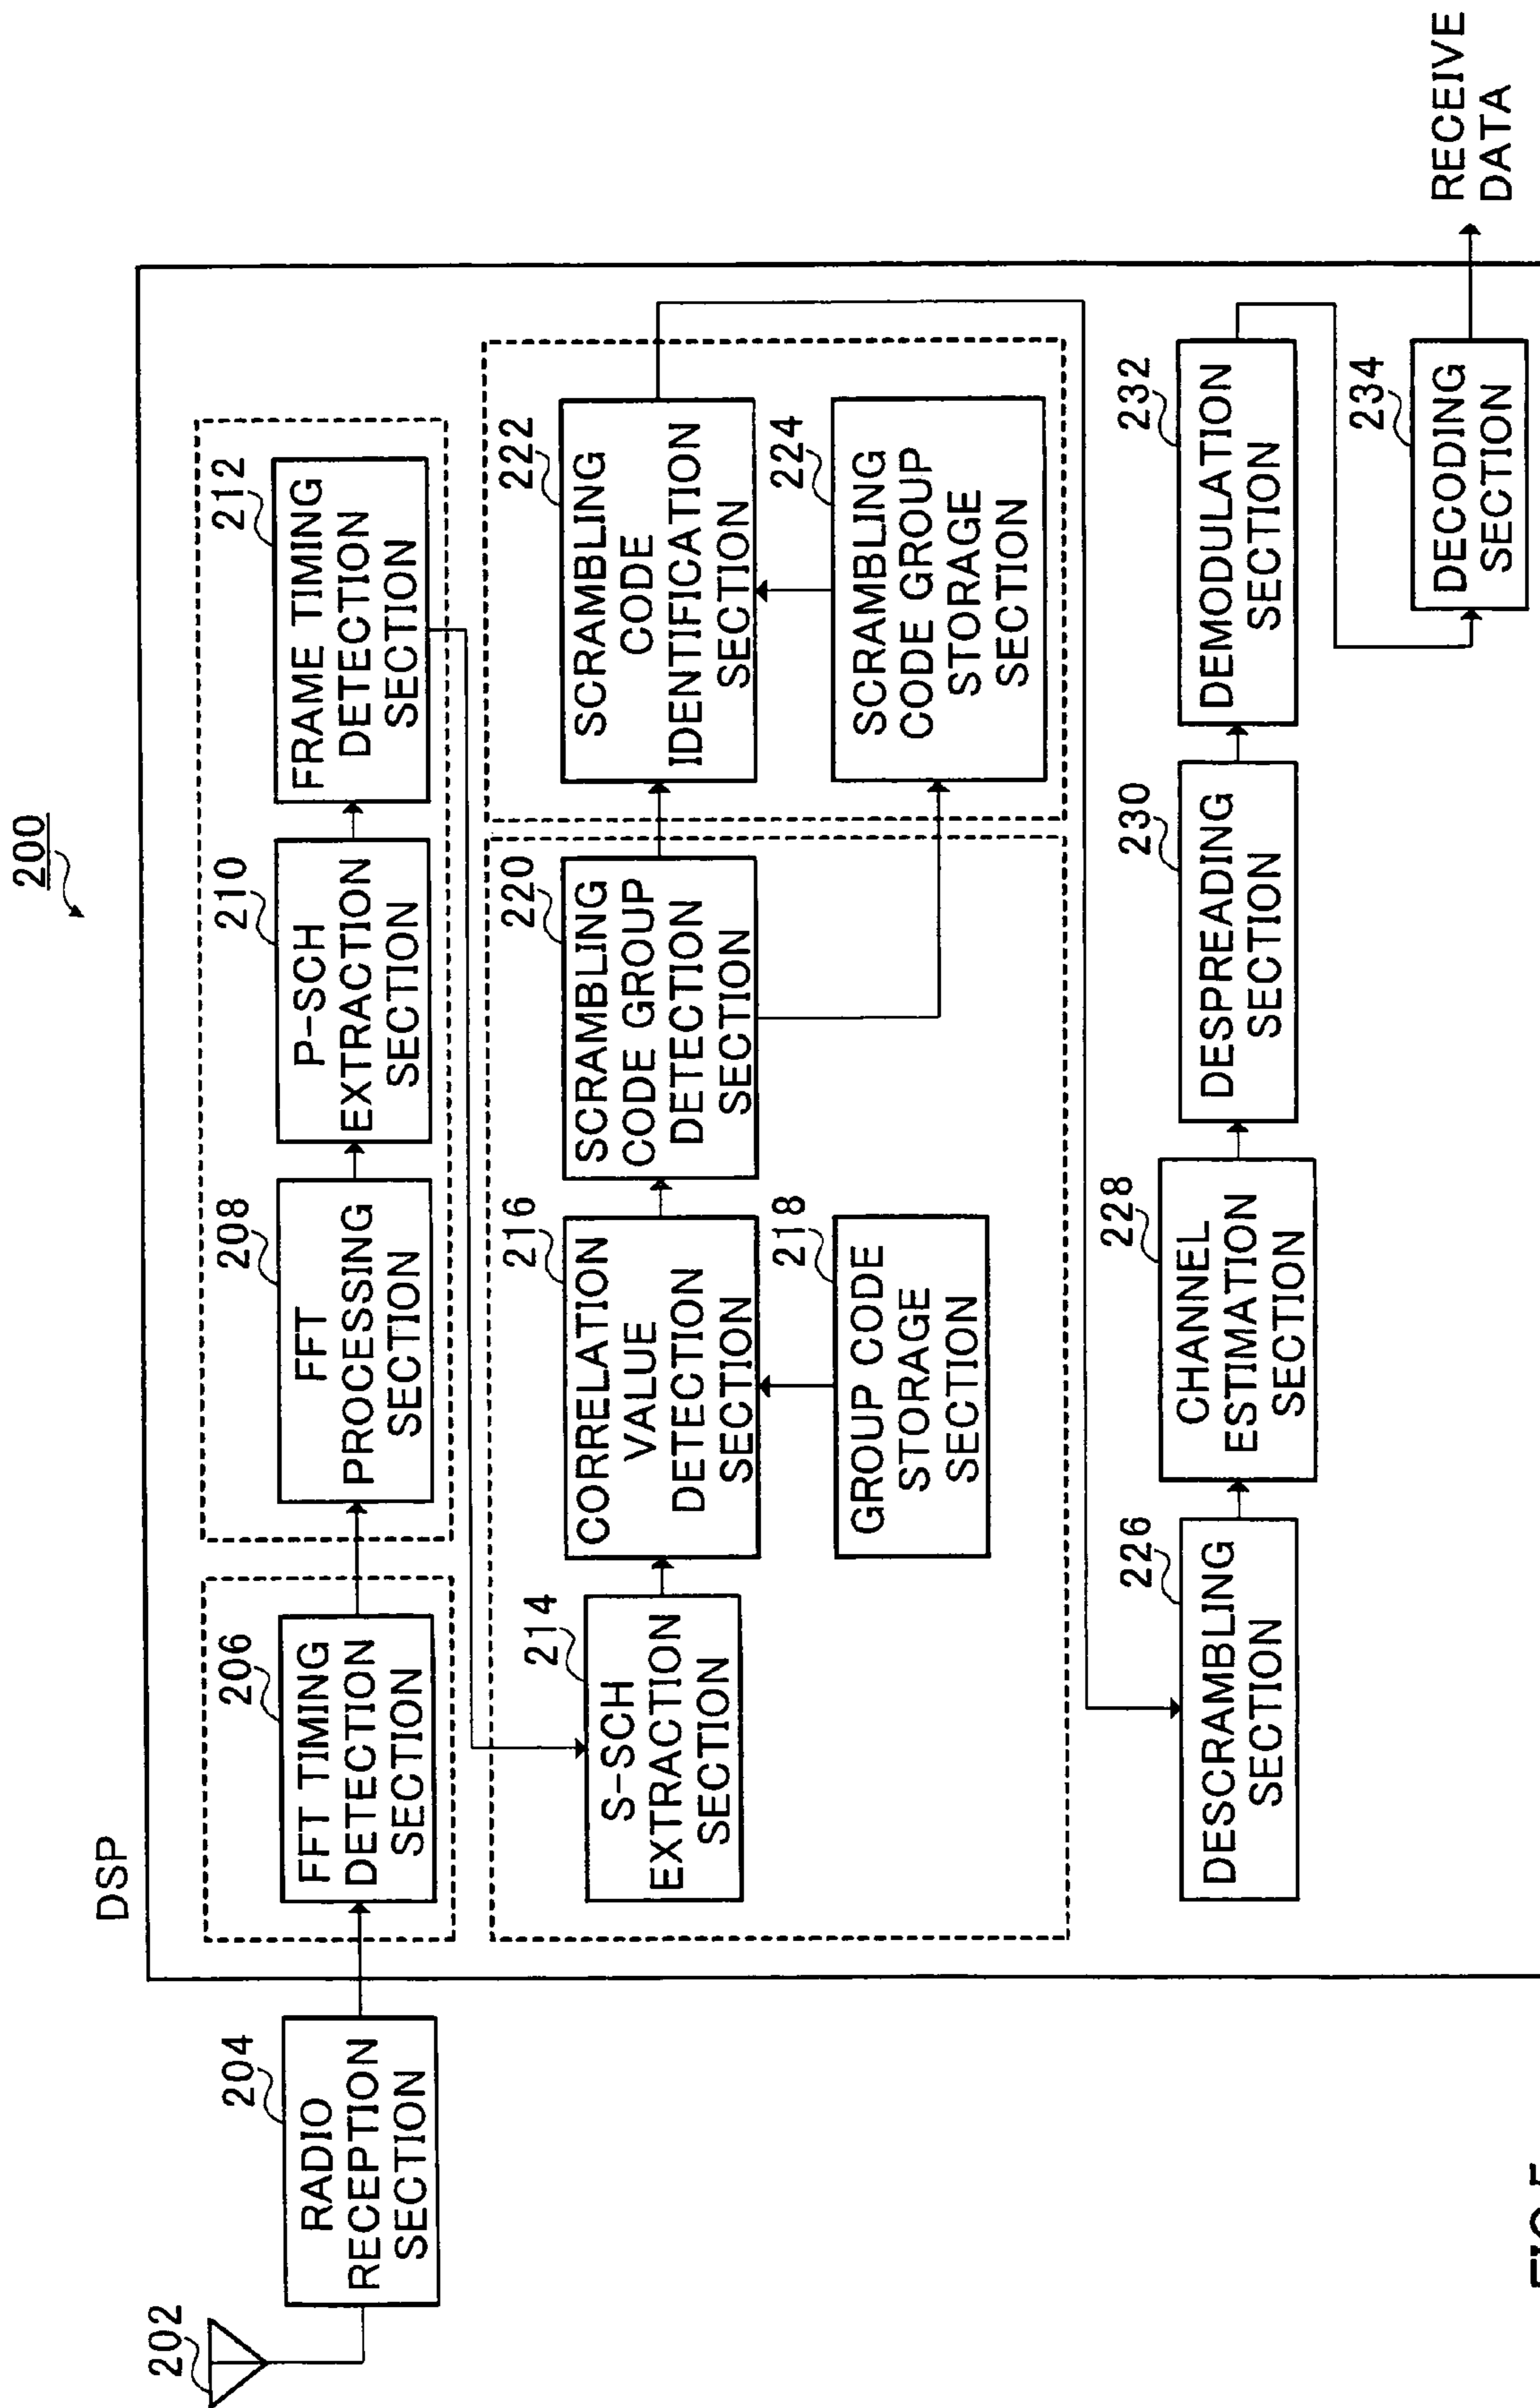 200
DSP
202
204
RADIO
RECEPTION
SECTION
206
FFT TIMING
DETECTION
SECTION
208
FFT
PROCESSING
SECTION
210
P-SCH
EXTRACTION
SECTION
212
FRAME TIMING
DETECTION
SECTION
214
S-SCH
EXTRACTION
SECTION
216
CORRELATION
VALUE
DETECTION
SECTION
218
GROUP CODE
STORAGE
SECTION
220
SCRAMBLING
CODE GROUP
DETECTION
SECTION
222
SCRAMBLING
CODE
IDENTIFICATION
SECTION
224
SCRAMBLING
CODE GROUP
STORAGE
SECTION
226
DESCRAMBLING
SECTION
228
CHANNEL
ESTIMATION
SECTION
230
DESPREADING
SECTION
232
DEMODULATION
SECTION
234
DECODING
SECTION
RECEIVE
DATA